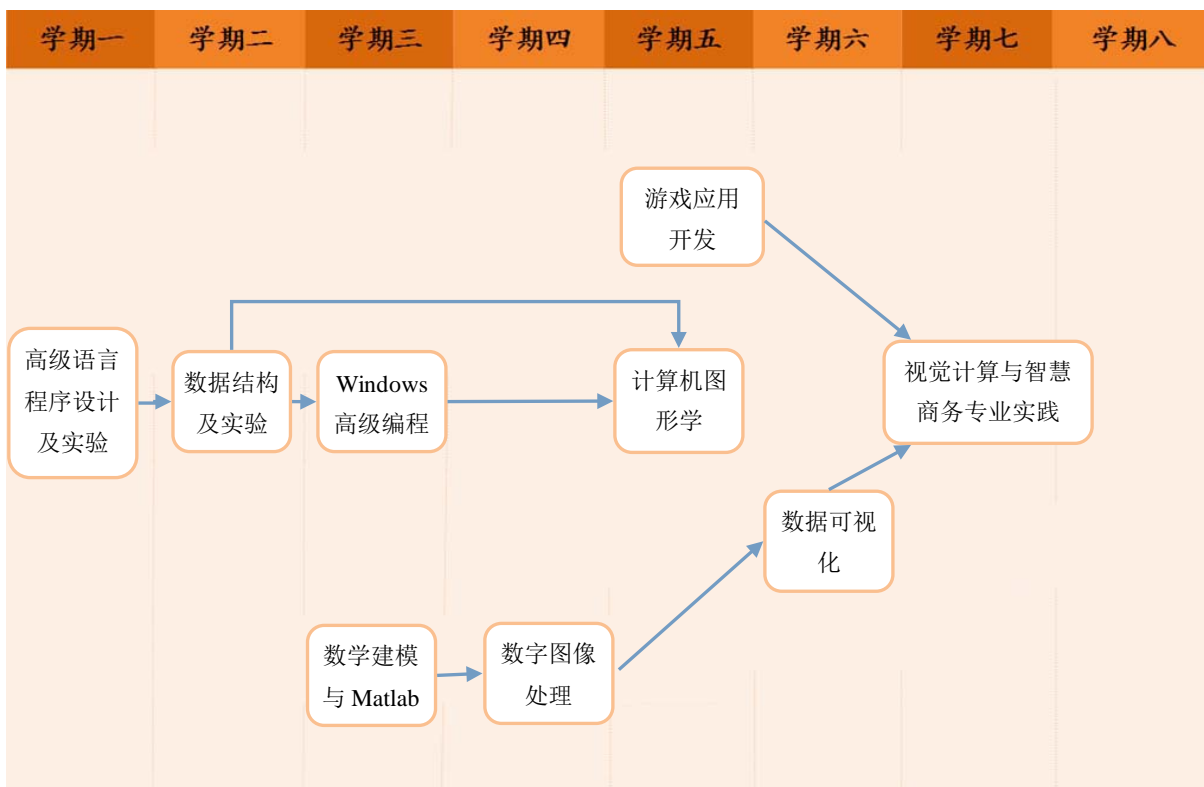 学期一 学期二 学期三 学期四 学期五 学期六 学期七 学期八
游戏应用
开发
高级语言
程序设计
及实验
数据结构
及实验
Windows
高级编程
计算机图
形学
视觉计算与智慧
商务专业实践
数据可视
化
数学建模
与 Matlab
数字图像
处理